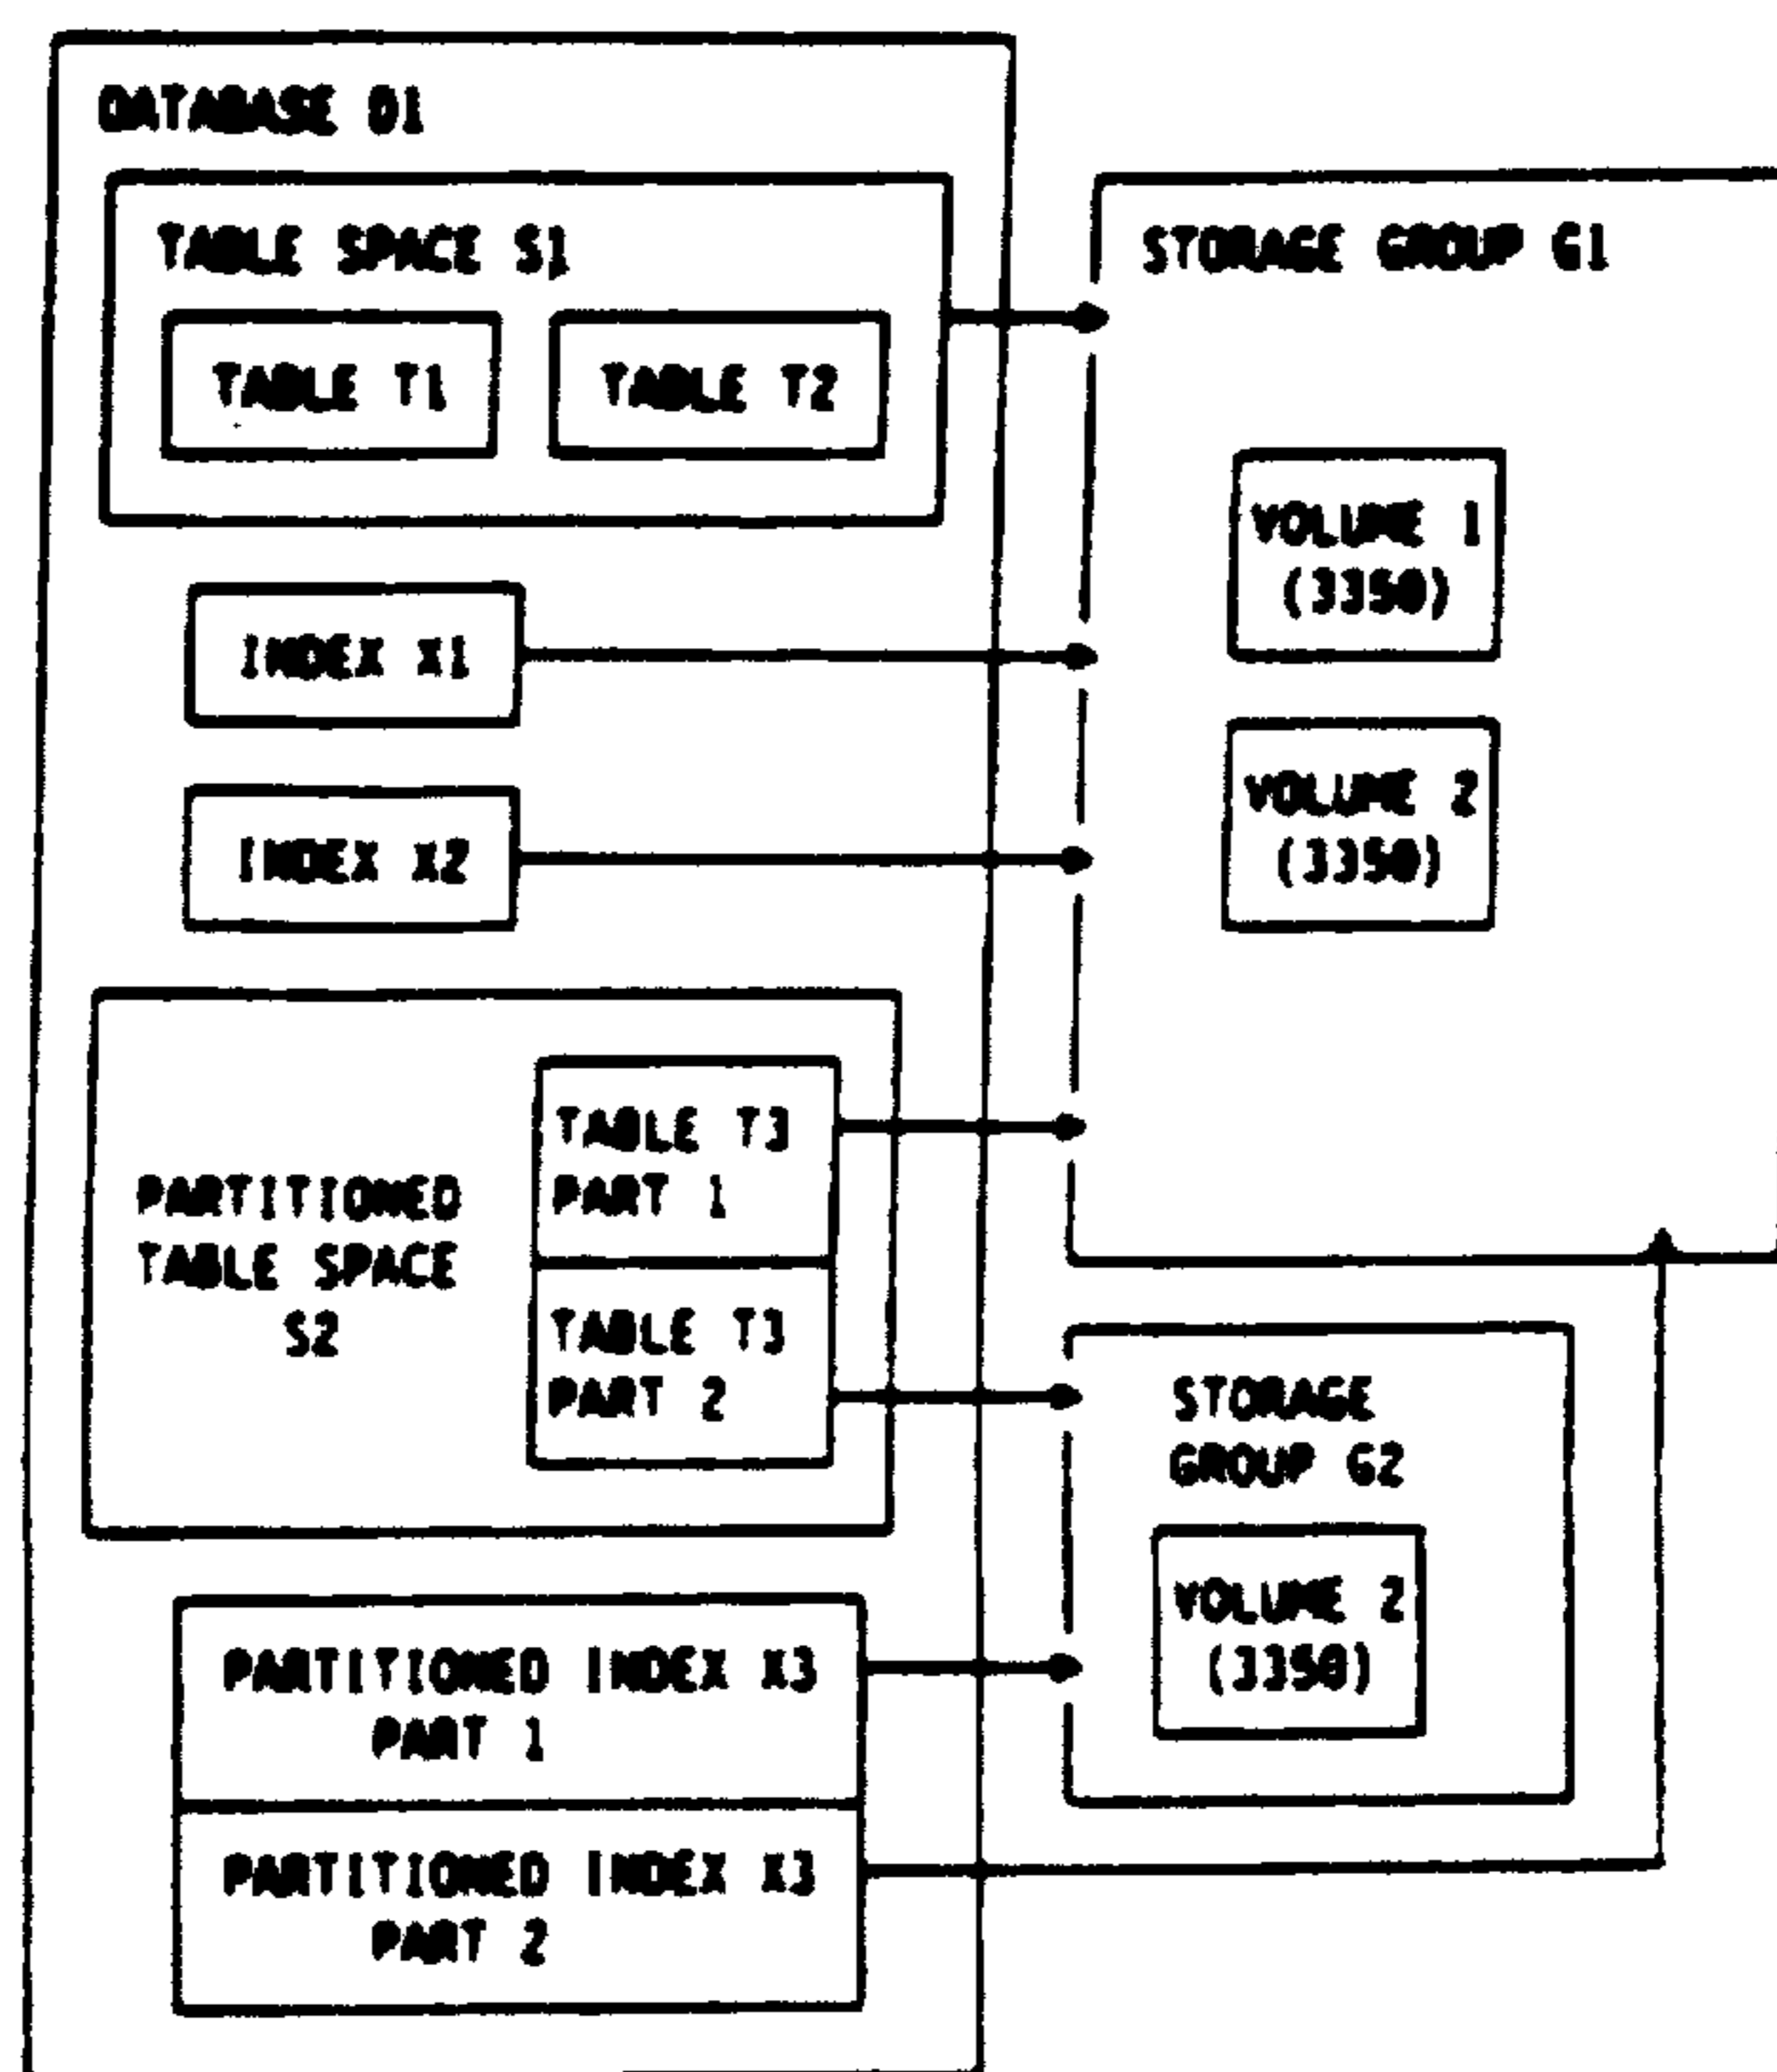 DATABASE D1
TABLE SPACE S1
TABLE T1
TABLE T2
INDEX X1
INDEX X2
PARTITIONED
TABLE SPACE
S2
TABLE T3
PART 1
TABLE T3
PART 2
PARTITIONED INDEX X3
PART 1
PARTITIONED INDEX X3
PART 2
STORAGE GROUP G1
VOLUME 1
(3350)
VOLUME 2
(3350)
STORAGE
GROUP G2
VOLUME 2
(3350)